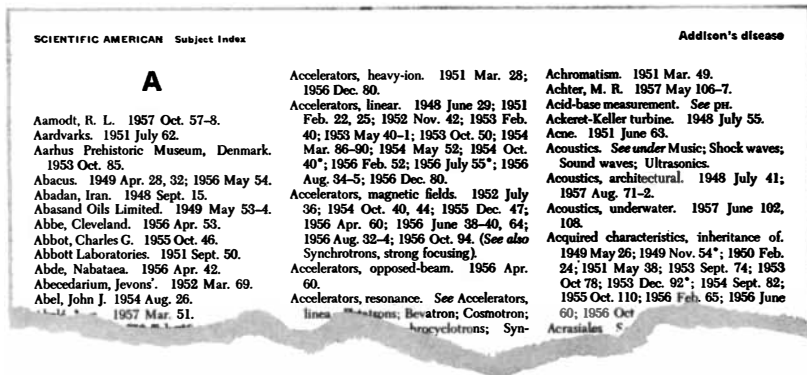 SCIENTIFIC AMERICAN Subject Index
Addison's disease
A
Aamodt, R. L. 1957 Oct. 57-8.
Aardvarks. 1951 July 62.
Aarhus Prehistoric Museum, Denmark.
1953 Oct. 85.
Abacus. 1949 Apr. 28, 32; 1956 May 54.
Abadan, Iran. 1948 Sept. 15.
Abasand Oils Limited. 1949 May 53-4.
Abbe, Cleveland. 1956 Apr. 53.
Abbot, Charles G. 1955 Oct. 46.
Abbott Laboratories. 1951 Sept. 50.
Abde, Nabataea. 1956 Apr. 42.
Abecedarium, Jevons'. 1952 Mar. 69.
Abel, John J. 1954 Aug. 26.
1957 Mar. 51.
Accelerators, heavy-ion. 1951 Mar. 28;
1956 Dec. 80.
Accelerators, linear. 1948 June 29; 1951
Feb. 22, 25; 1952 Nov. 42; 1953 Feb.
40; 1953 May 40-1; 1953 Oct. 50; 1954
Mar. 86-90; 1954 May 52; 1954 Oct.
40*; 1956 Feb. 52; 1956 July 55*; 1956
Aug. 34-5; 1956 Dec. 80.
Accelerators, magnetic fields. 1952 July
36; 1954 Oct. 40, 44; 1955 Dec. 47;
1956 Apr. 60; 1956 June 38-40, 64;
1956 Aug. 32-4; 1956 Oct. 94. (See also
Synchrotrons, strong focusing).
Accelerators, opposed-beam. 1956 Apr.
60.
Accelerators, resonance. See Accelerators,
linea Bevatron; Cosmotron;
hrocyclotrons; Syn-
Achromatism. 1951 Mar. 49.
Achter, M. R. 1957 May 106-7.
Acid-base measurement. See pH.
Ackeret-Keller turbine. 1948 July 55.
Acne. 1951 June 63.
Acoustics. See under Music; Shock waves;
Sound waves; Ultrasonics.
Acoustics, architectural. 1948 July 41;
1957 Aug. 71-2.
Acoustics, underwater. 1957 June 102,
108.
Acquired characteristics, inheritance of.
1949 May 26; 1949 Nov. 54*; 1950 Feb.
24; 1951 May 38; 1953 Sept. 74; 1953
Oct 78; 1953 Dec. 92*; 1954 Sept. 82;
1955 Oct. 110; 1956 Feb. 65; 1956 June
60; 1956 Oct
Acrasiales S